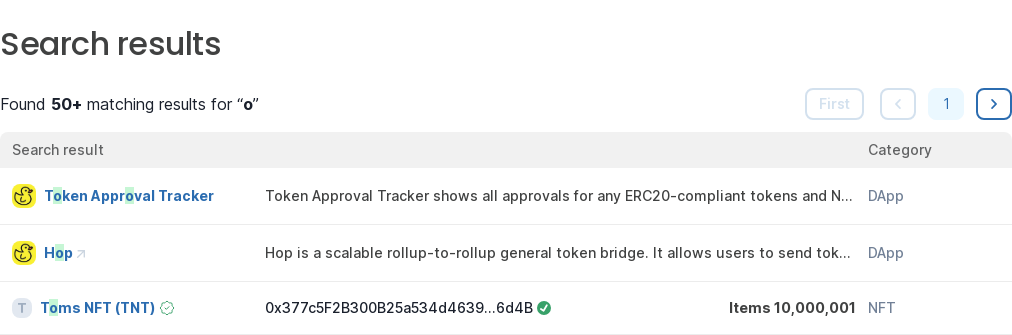 Search results
Found 50+ matching results for “o”
First
1
Search result Category
Token Approval Tracker Token Approval Tracker shows all approvals for any ERC20-compliant tokens and N... DApp
Hop Hop is a scalable rollup-to-rollup general token bridge. It allows users to send tok... DApp
T Toms NFT (TNT) 0x377c5F2B300B25a534d4639...6d4B Items 10,000,001 NFT